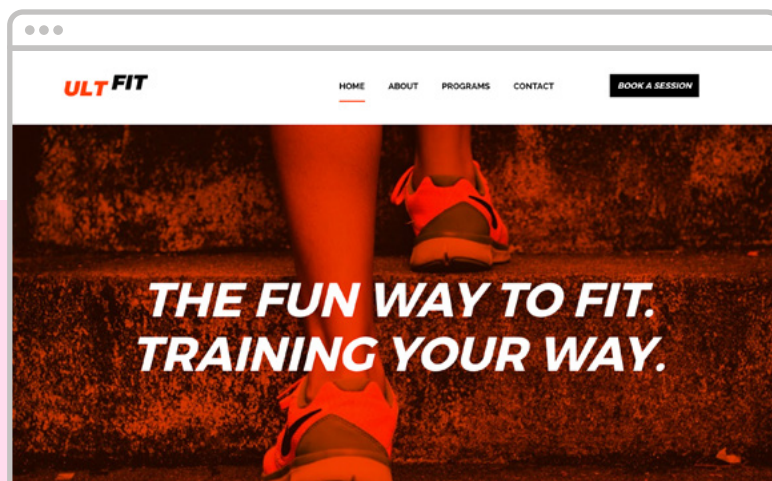 ULT FIT
HOME ABOUT PROGRAMS CONTACT BOOK A SESSION
THE FUN WAY TO FIT.
TRAINING YOUR WAY.